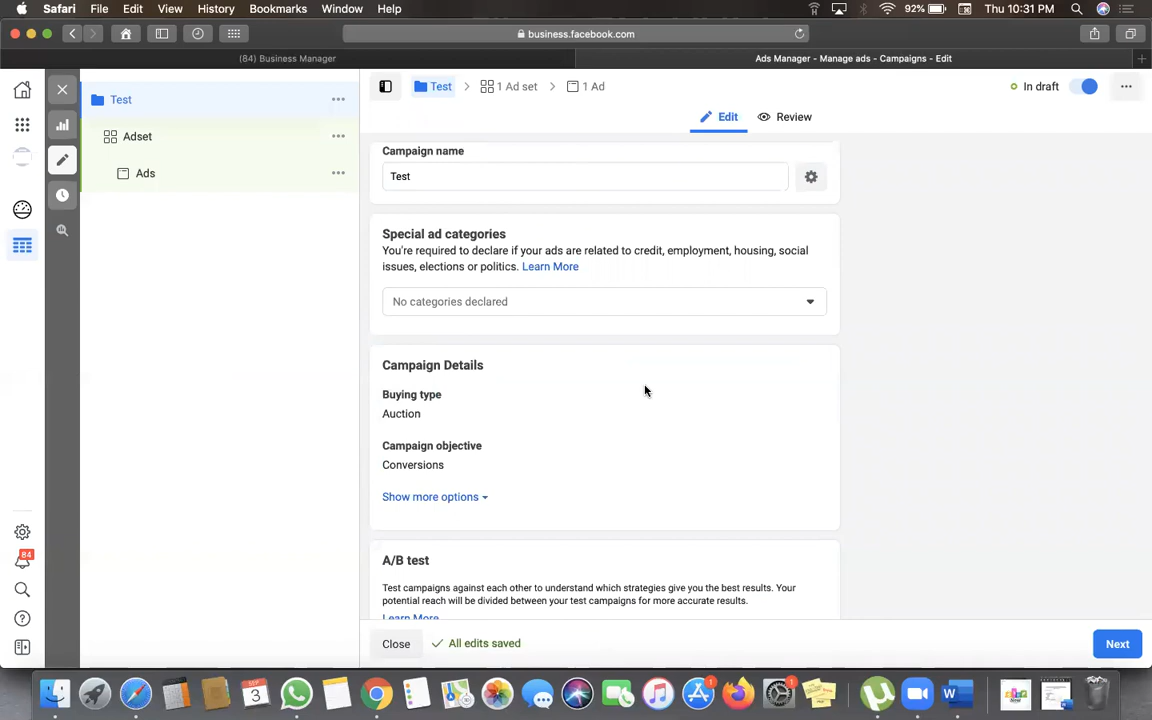 Safari File Edit View History Bookmarks Window Help
92% Thu 10:31 PM
business.facebook.com
(84) Business Manager
Ads Manager - Manage ads - Campaigns - Edit
Test
Adset
Ads
Test
1 Ad set
1 Ad
In draft
Edit
Review
Campaign name
Test
Special ad categories
You're required to declare if your ads are related to credit, employment, housing, social
issues, elections or politics. Learn More
No categories declared
Campaign Details
Buying type
Auction
Campaign objective
Conversions
Show more options
A/B test
Test campaigns against each other to understand which strategies give you the best results. Your
potential reach will be divided between your test campaigns for more accurate results.
Learn More
84
Close
All edits saved
Next
SEP
3
1
1